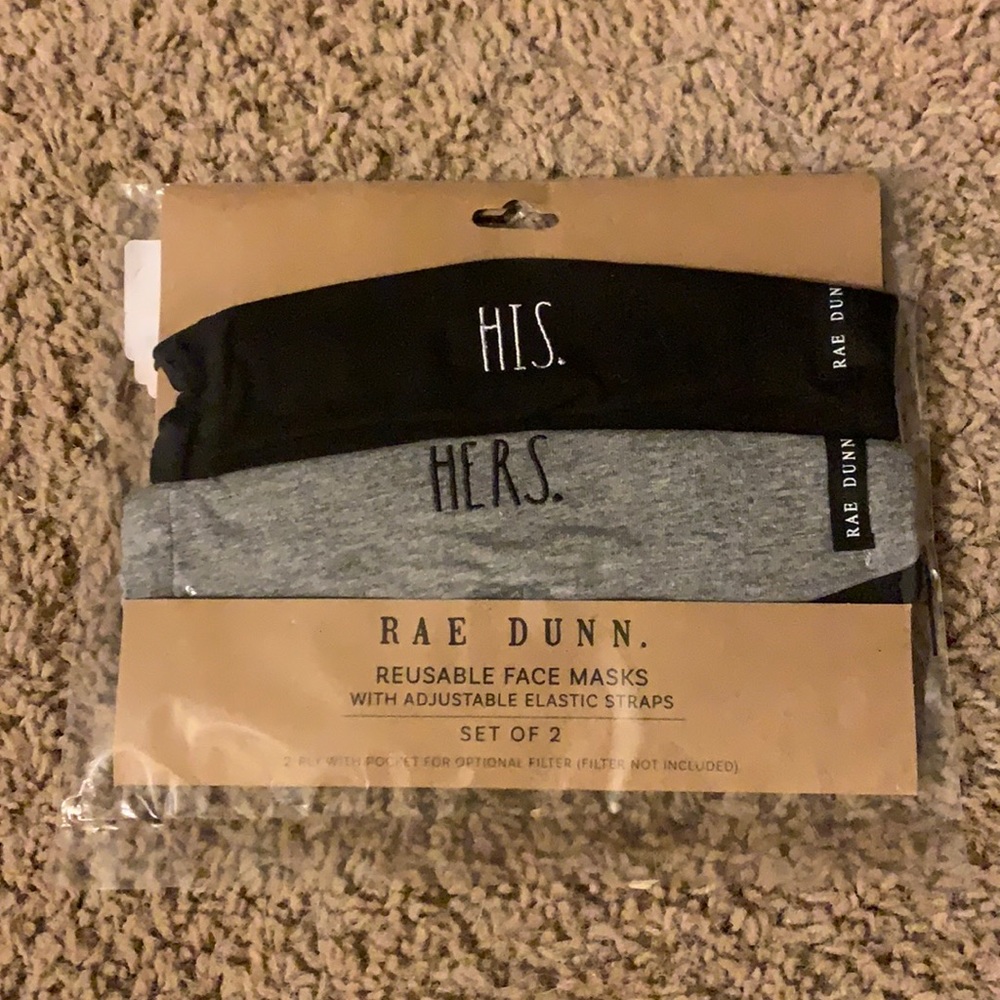 HIS.
RAE DUN
HERS.
RAE DUNN
RAE DUNN.
REUSABLE FACE MASKS
WITH ADJUSTABLE ELASTIC STRAPS
SET OF 2
2-PLY WITH POCKET FOR OPTIONAL FILTER (FILTER NOT INCLUDED)